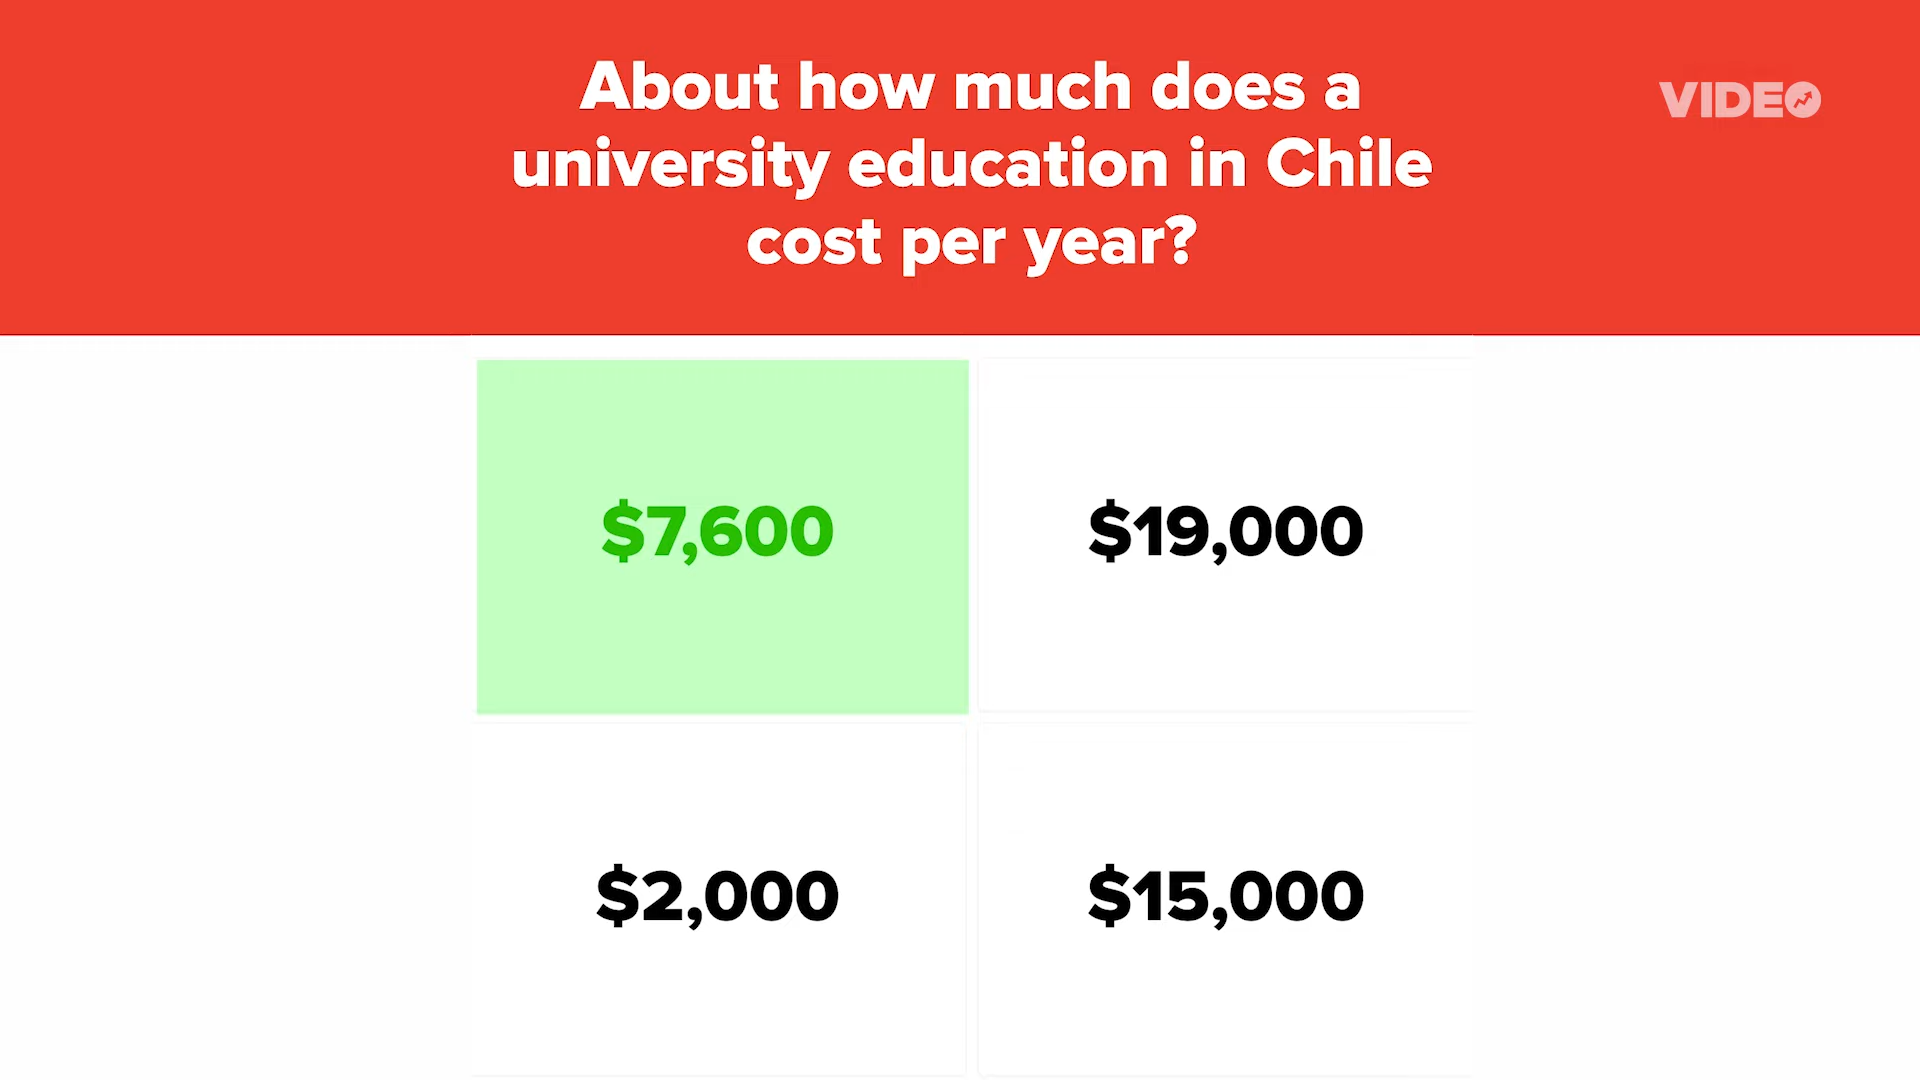 About how much does a
university education in Chile
cost per year?
VIDEO
$7,600
$19,000
$2,000
$15,000